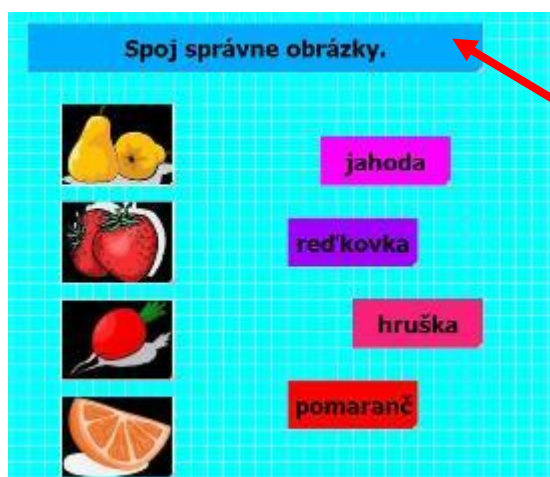 Spoj správne obrázky.
jahoda
reďkovka
hruška
pomaranč